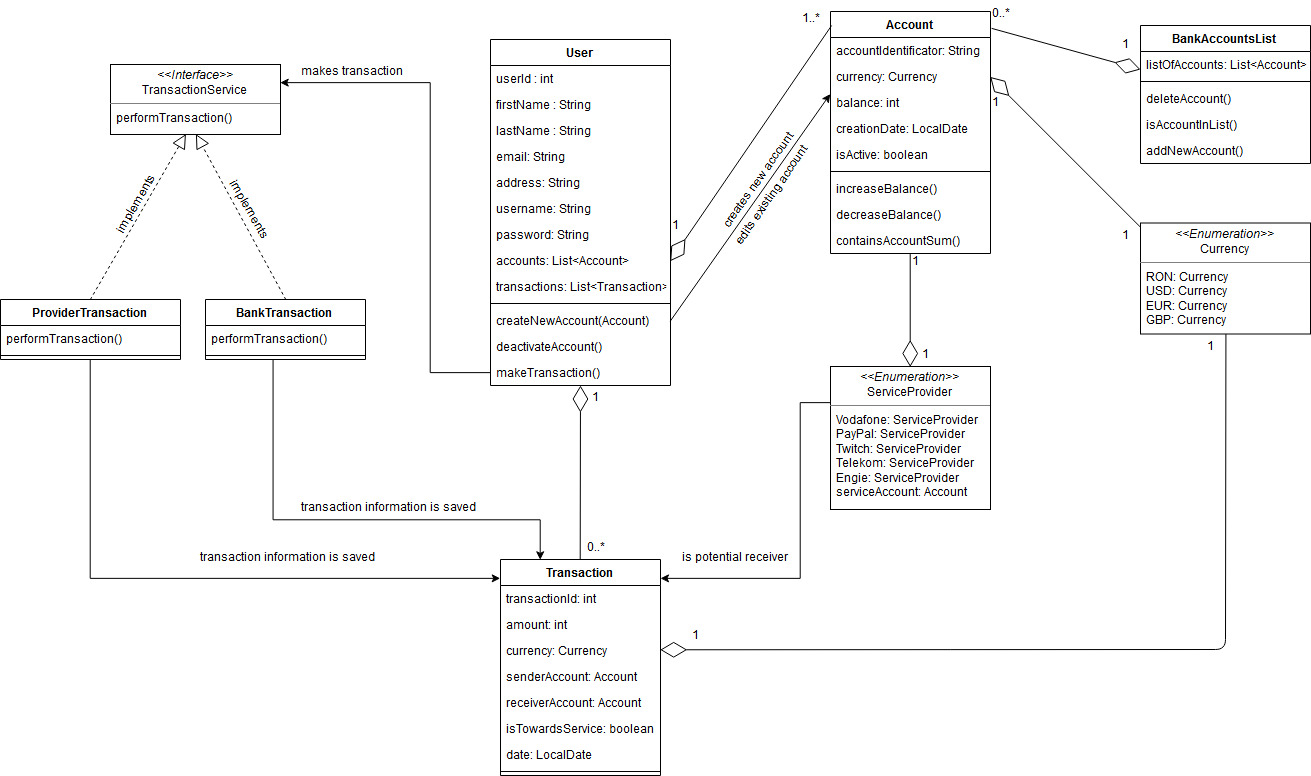 <<Interface>>
TransactionService
performTransaction()
makes transaction
implements
implements
ProviderTransaction
performTransaction()
BankTransaction
performTransaction()
transaction information is saved
transaction information is saved
User
userId : int
firstName : String
lastName : String
email: String
address: String
username: String
password: String
accounts: List<Account>
transactions: List<Transaction>
createNewAccount(Account)
deactivateAccount()
makeTransaction()
1
1..*
1
0..*
creates new account
edits existing account
Account
accountIdentificator: String
currency: Currency
balance: int
creationDate: LocalDate
isActive: boolean
increaseBalance()
decreaseBalance()
containsAccountSum()
0..*
1
1
1
BankAccountsList
listOfAccounts: List<Account>
deleteAccount()
isAccountInList()
addNewAccount()
1
<<Enumeration>>
Currency
RON: Currency
USD: Currency
EUR: Currency
GBP: Currency
1
1
<<Enumeration>>
ServiceProvider
Vodafone: ServiceProvider
PayPal: ServiceProvider
Twitch: ServiceProvider
Telekom: ServiceProvider
Engie: ServiceProvider
serviceAccount: Account
is potential receiver
Transaction
transactionId: int
amount: int
currency: Currency
senderAccount: Account
receiverAccount: Account
isTowardsService: boolean
date: LocalDate
1